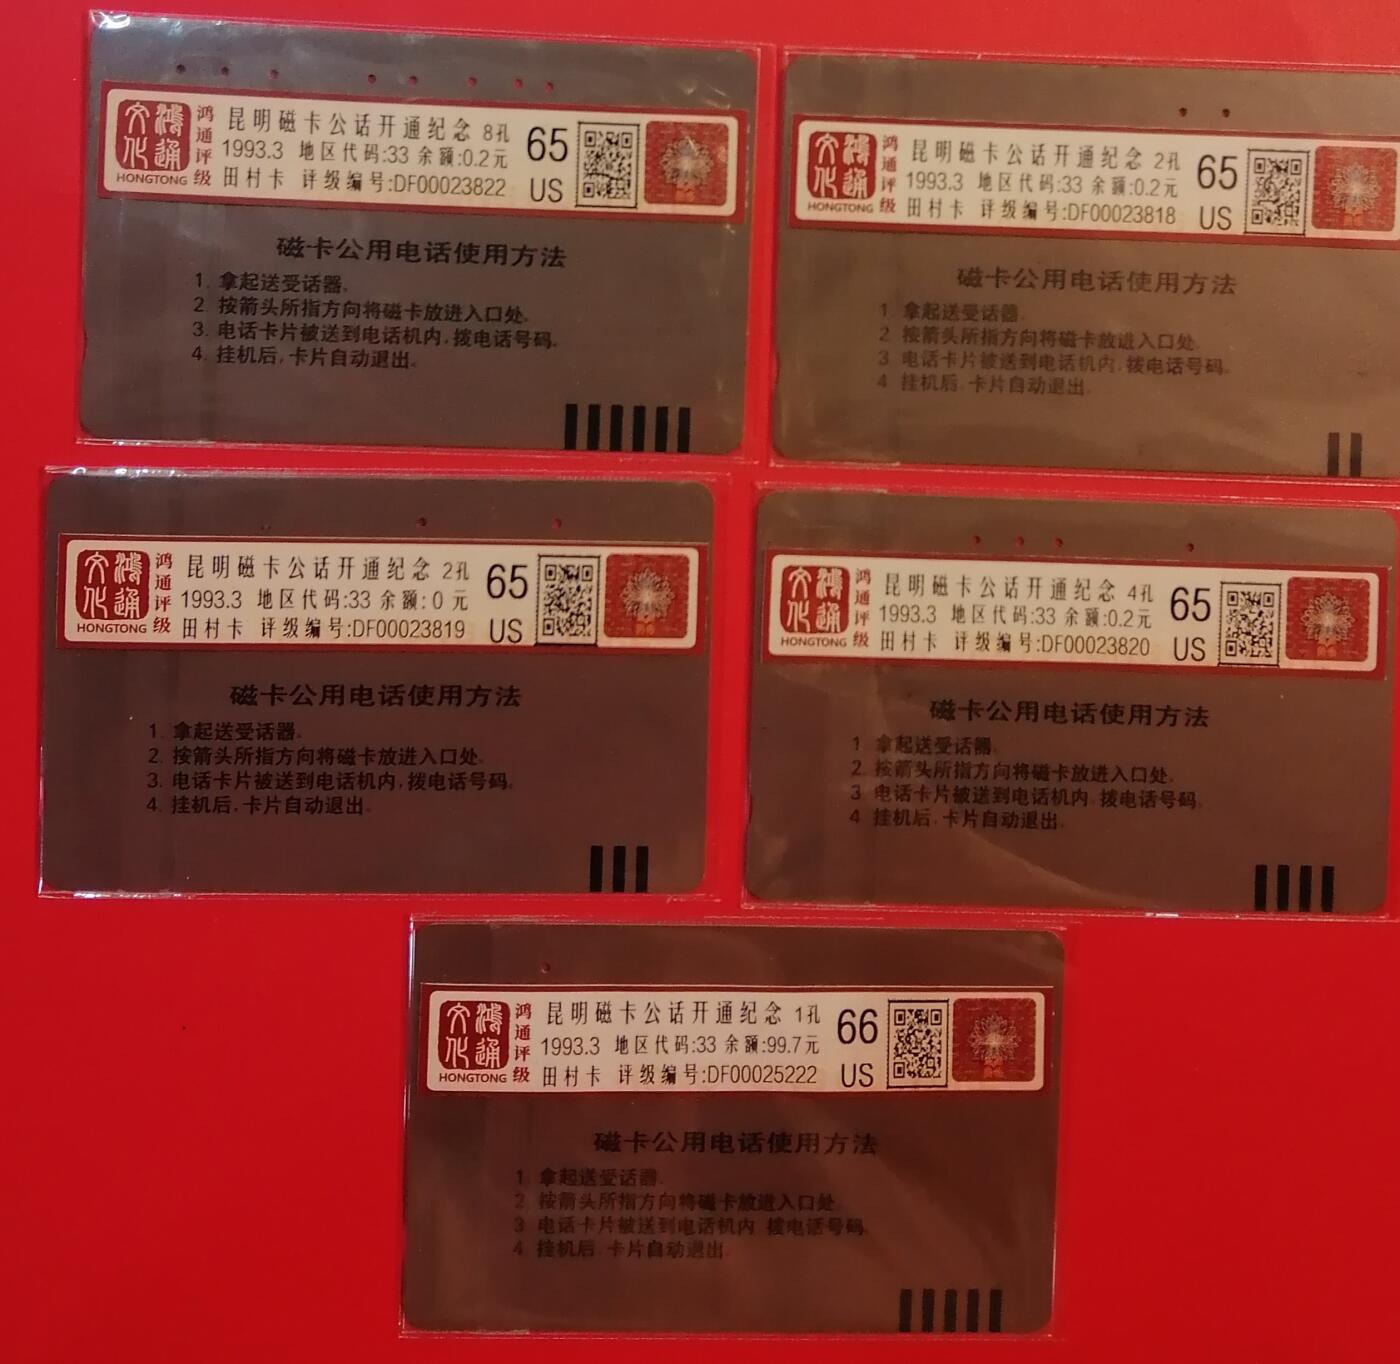 文鸿
化通
HONGTONG
鸿通评级
昆明磁卡公话开通纪念 8孔
1993.3 地区代码:33 余额:0.2元
田村卡 评级编号:DF00023822
65
US
磁卡公用电话使用方法
1. 拿起送受话器。
2. 按箭头所指方向将磁卡放进入口处。
3. 电话卡片被送到电话机内,拨电话号码。
4. 挂机后,卡片自动退出。
文鸿
化通
HONGTONG
鸿通评级
昆明磁卡公话开通纪念 2孔
1993.3 地区代码:33 余额:0.2元
田村卡 评级编号:DF00023818
65
US
磁卡公用电话使用方法
1 拿起送受话器.
2 按箭头所指方向将磁卡放进入口处.
3 电话卡片被送到电话机内,拨电话号码.
4 挂机后,卡片自动退出.
文鸿
化通
HONGTONG
鸿通评级
昆明磁卡公话开通纪念 2孔
1993.3 地区代码:33 余额:0 元
田村卡 评级编号:DF00023819
65
US
磁卡公用电话使用方法
1. 拿起送受话器。
2. 按箭头所指方向将磁卡放进入口处。
3. 电话卡片被送到电话机内,拨电话号码。
4. 挂机后,卡片自动退出。
文鸿
化通
HONGTONG
鸿通评级
昆明磁卡公话开通纪念 4孔
1993.3 地区代码:33 余额:0.2元
田村卡 评级编号:DF00023820
65
US
磁卡公用电话使用方法
1 拿起送受话器.
2. 按箭头所指方向将磁卡放进入口处.
3 电话卡片被送到电话机内,拨电话号码.
4 挂机后,卡片自动退出.
文鸿
化通
HONGTONG
鸿通评级
昆明磁卡公话开通纪念 1孔
1993.3 地区代码:33 余额:99.7元
田村卡 评级编号:DF00025222
66
US
磁卡公用电话使用方法
1 拿起送受话器.
2. 按箭头所指方向将磁卡放进入口处
3 电话卡片被送到电话机内 拨电话号码.
4 挂机后,卡片自动退出.